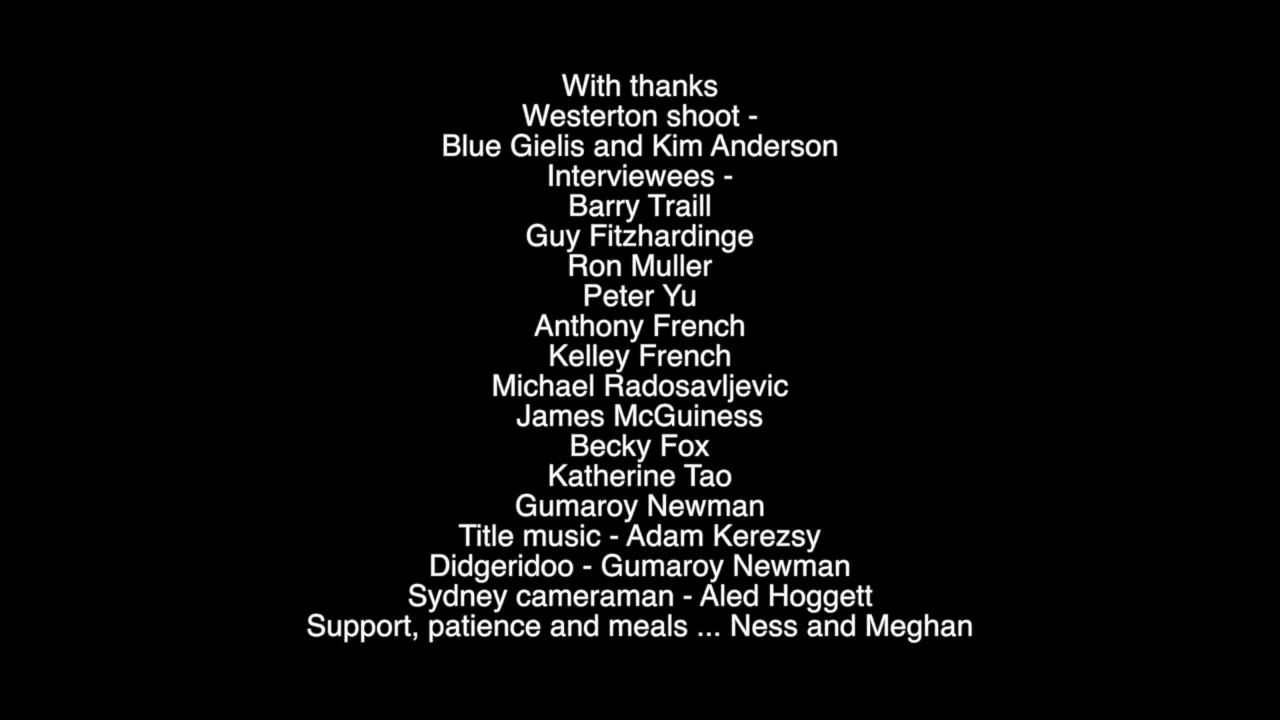 With thanks
Westerton shoot -
Blue Gielis and Kim Anderson
Interviewees -
Barry Traill
Guy Fitzhardinge
Ron Muller
Peter Yu
Anthony French
Kelley French
Michael Radosavljevic
James McGuiness
Becky Fox
Katherine Tao
Gumaroy Newman
Title music - Adam Kerezsy
Didgeridoo - Gumaroy Newman
Sydney cameraman - Aled Hoggett
Support, patience and meals ... Ness and Meghan